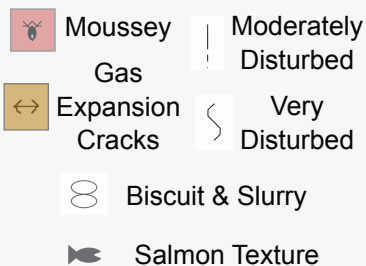 Moussey
Moderately
Disturbed
Gas
Expansion
Cracks
Very
Disturbed
Biscuit & Slurry
Salmon Texture